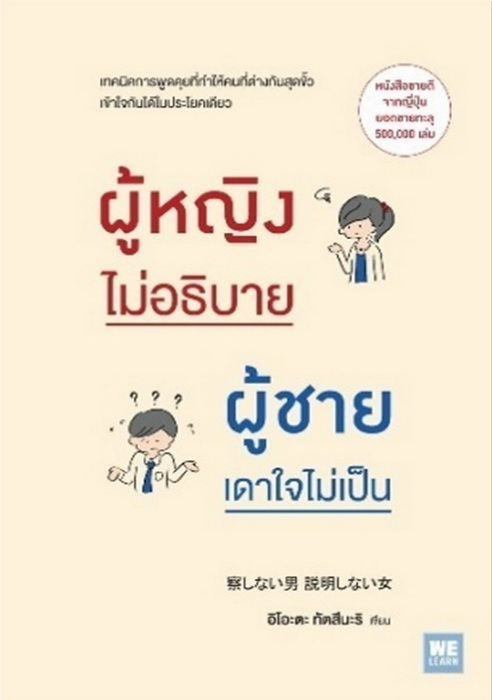 เทคนิคการพูดคุยที่ทำให้คนที่ต่างกันสุดขั้ว
เข้าใจกันได้ในประโยคเดียว
หนังสือขายดี
จากญี่ปุ่น
ยอดขายทะลุ
500,000 เล่ม
ผู้หญิง
ไม่อธิบาย
? ? ?
ผู้ชาย
เดาใจไม่เป็น
察しない男 説明しない女
อิโอะตะ ทัตสึนะริ เขียน
WE
LEARN